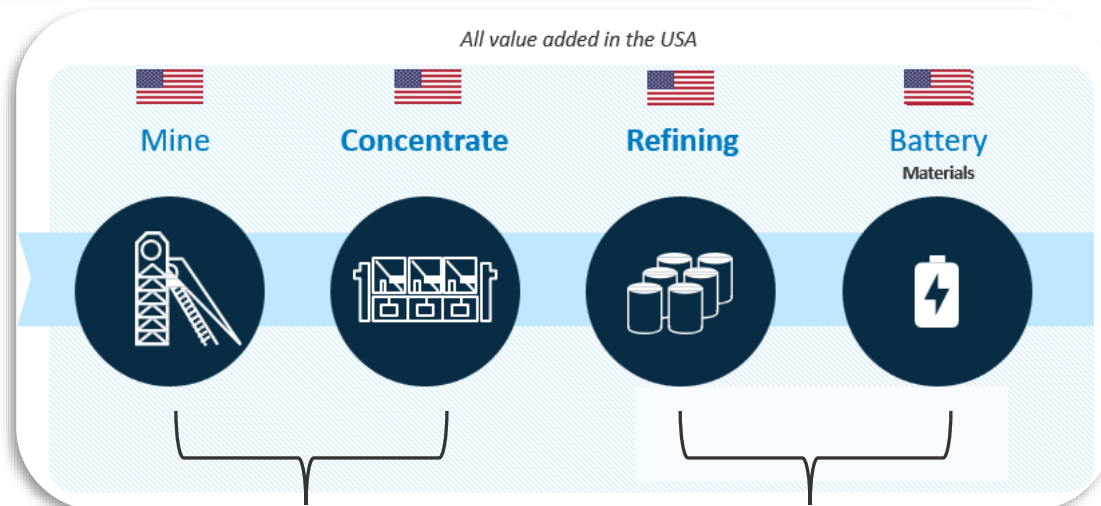 All value added in the USA
Mine
Concentrate
Refining
Battery
Materials